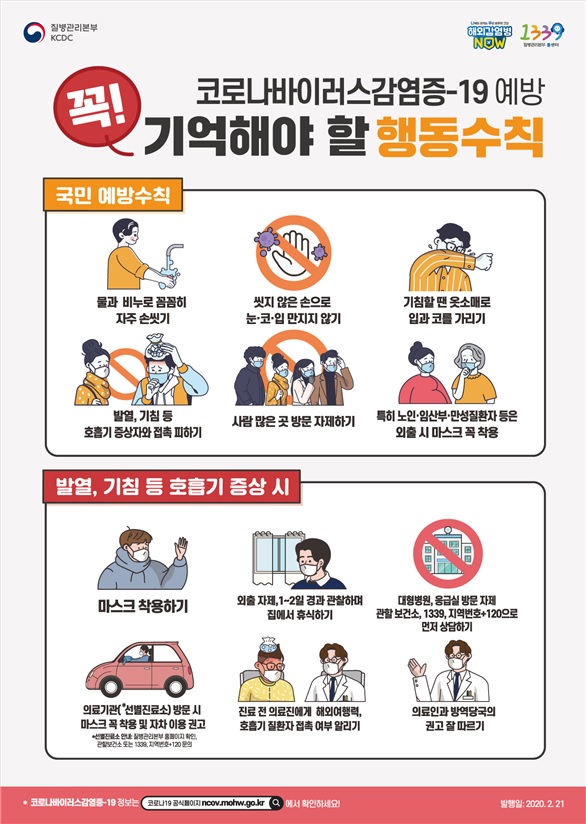 질병관리본부
KCDC
해외감염병
NOW
1339
질병관리본부 콜센터
꼭!
코로나바이러스감염증-19 예방
기억해야 할 행동수칙
국민 예방수칙
물과 비누로 꼼꼼히
자주 손씻기
씻지 않은 손으로
눈·코·입 만지지 않기
기침할 땐 옷소매로
입과 코를 가리기
발열, 기침 등
호흡기 증상자와 접촉 피하기
사람 많은 곳 방문 자제하기
특히 노인·임산부·만성질환자 등은
외출 시 마스크 꼭 착용
발열, 기침 등 호흡기 증상 시
마스크 착용하기
외출 자제,1~2일 경과 관찰하며
집에서 휴식하기
대형병원, 응급실 방문 자제
관할 보건소, 1339, 지역번호+120으로
먼저 상담하기
의료기관(*선별진료소) 방문 시
마스크 꼭 착용 및 자차 이용 권고
*선별진료소 안내: 질병관리본부 홈페이지 확인,
관할보건소 또는 1339, 지역번호+120 문의
진료 전 의료진에게 해외여행력,
호흡기 질환자 접촉 여부 알리기
의료인과 방역당국의
권고 잘 따르기
* 코로나바이러스감염증-19 정보는 코로나19 공식페이지 ncov.mohw.go.kr 에서 확인하세요!
발행일: 2020. 2. 21